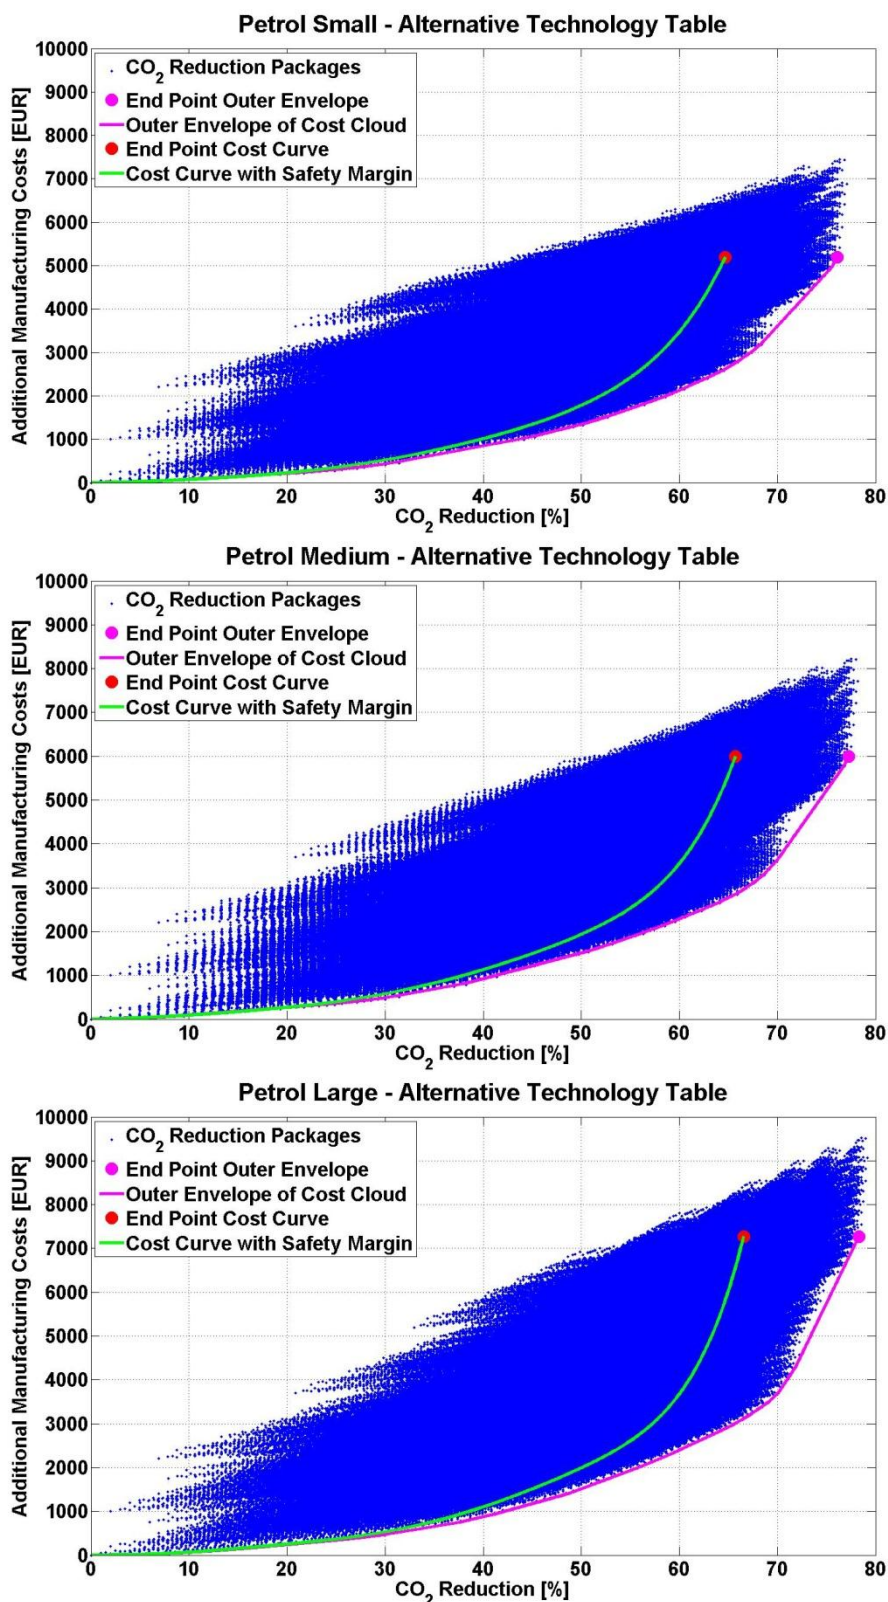 Petrol Small - Alternative Technology Table
Additional Manufacturing Costs [EUR]
10000
9000
8000
7000
6000
5000
4000
3000
2000
1000
0
CO2 Reduction Packages
End Point Outer Envelope
Outer Envelope of Cost Cloud
End Point Cost Curve
Cost Curve with Safety Margin
0 10 20 30 40 50 60 70 80
CO2 Reduction [%]
Petrol Medium - Alternative Technology Table
Additional Manufacturing Costs [EUR]
10000
9000
8000
7000
6000
5000
4000
3000
2000
1000
0
CO2 Reduction Packages
End Point Outer Envelope
Outer Envelope of Cost Cloud
End Point Cost Curve
Cost Curve with Safety Margin
0 10 20 30 40 50 60 70 80
CO2 Reduction [%]
Petrol Large - Alternative Technology Table
Additional Manufacturing Costs [EUR]
10000
9000
8000
7000
6000
5000
4000
3000
2000
1000
0
CO2 Reduction Packages
End Point Outer Envelope
Outer Envelope of Cost Cloud
End Point Cost Curve
Cost Curve with Safety Margin
0 10 20 30 40 50 60 70 80
CO2 Reduction [%]